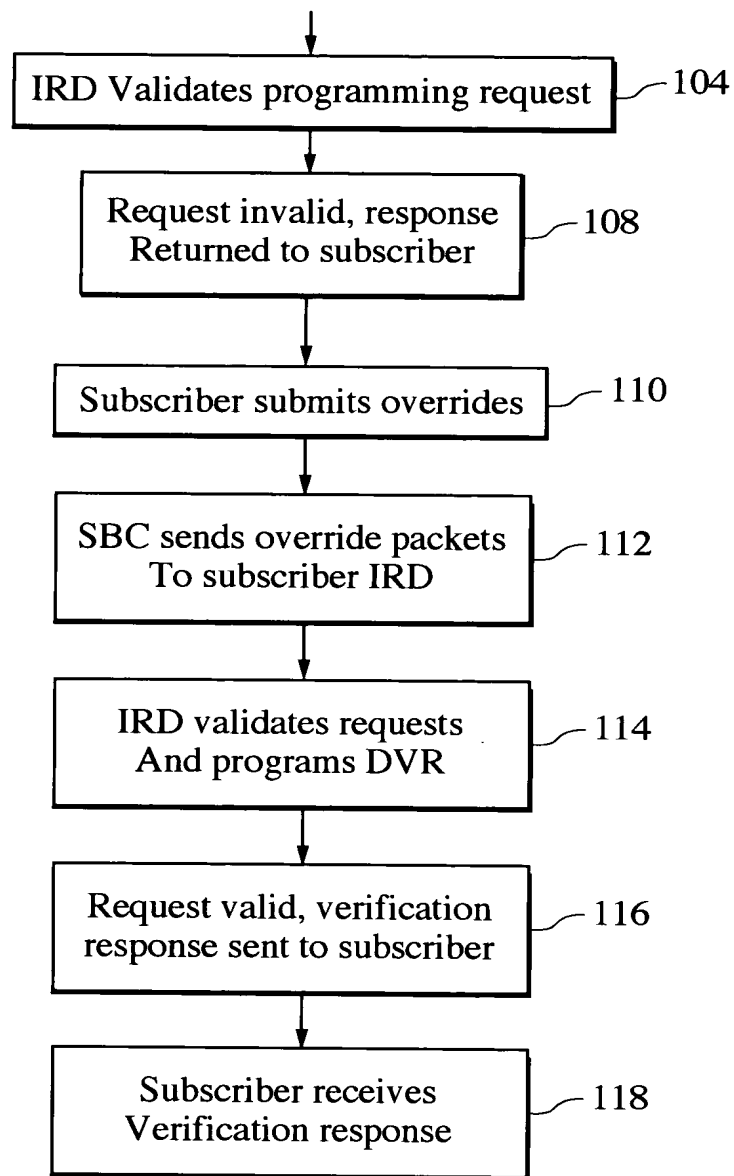 IRD Validates programming request
104
Request invalid, response
Returned to subscriber
108
Subscriber submits overrides
110
SBC sends override packets
To subscriber IRD
112
IRD validates requests
And programs DVR
114
Request valid, verification
response sent to subscriber
116
Subscriber receives
Verification response
118